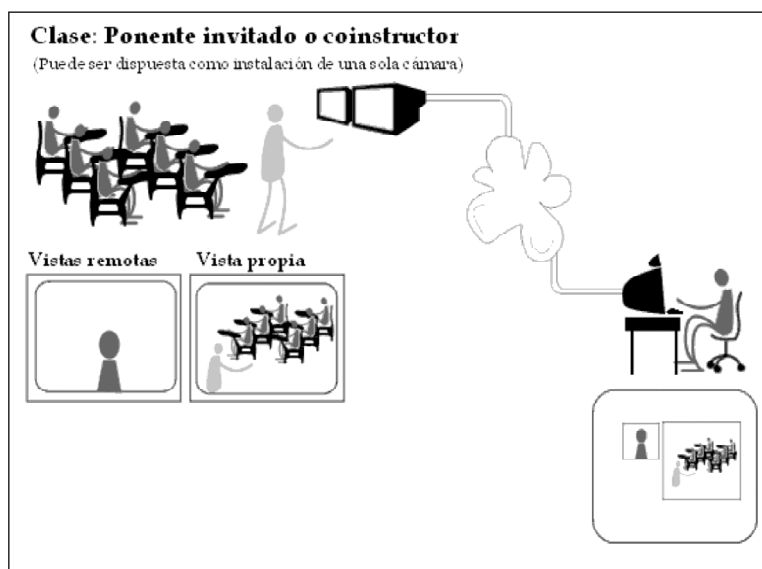 Clase: Ponente invitado o coinstructor
(Puede ser dispuesta como instalación de una sola cámara)
Vistas remotas
Vista propia